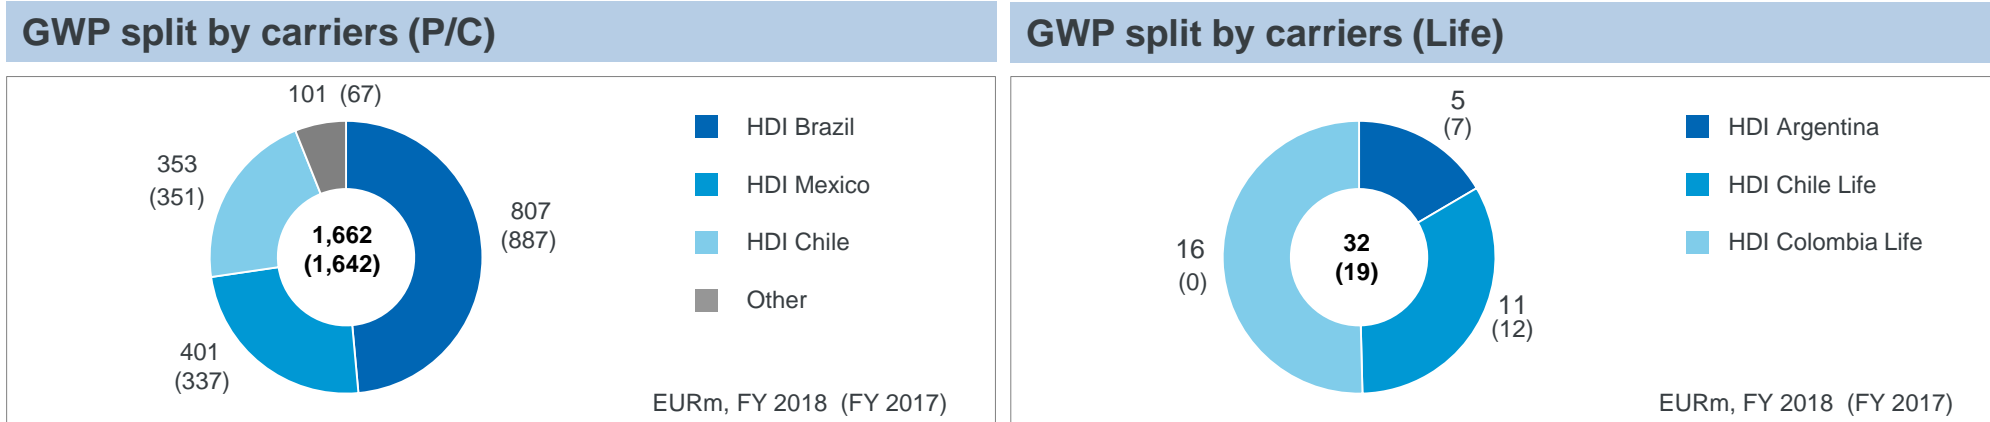 GWP split by carriers (P/C)
101 (67)
353
(351)
807
(887)
1,662
(1,642)
401
(337)
HDI Brazil
HDI Mexico
HDI Chile
Other
EURm, FY 2018 (FY 2017)
GWP split by carriers (Life)
5
(7)
16
(0)
32
(19)
11
(12)
HDI Argentina
HDI Chile Life
HDI Colombia Life
EURm, FY 2018 (FY 2017)